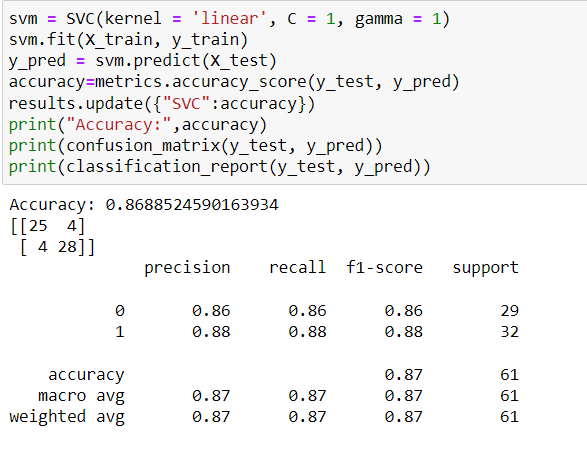 svm = SVC(kernel = 'linear', C = 1, gamma = 1)
svm.fit(X_train, y_train)
y_pred = svm.predict(X_test)
accuracy=metrics.accuracy_score(y_test, y_pred)
results.update({"SVC":accuracy})
print("Accuracy:",accuracy)
print(confusion_matrix(y_test, y_pred))
print(classification_report(y_test, y_pred))
Accuracy: 0.8688524590163934
[[25  4]
 [ 4 28]]
              precision    recall  f1-score   support
           0       0.86      0.86      0.86        29
           1       0.88      0.88      0.88        32
    accuracy                           0.87        61
   macro avg       0.87      0.87      0.87        61
weighted avg       0.87      0.87      0.87        61